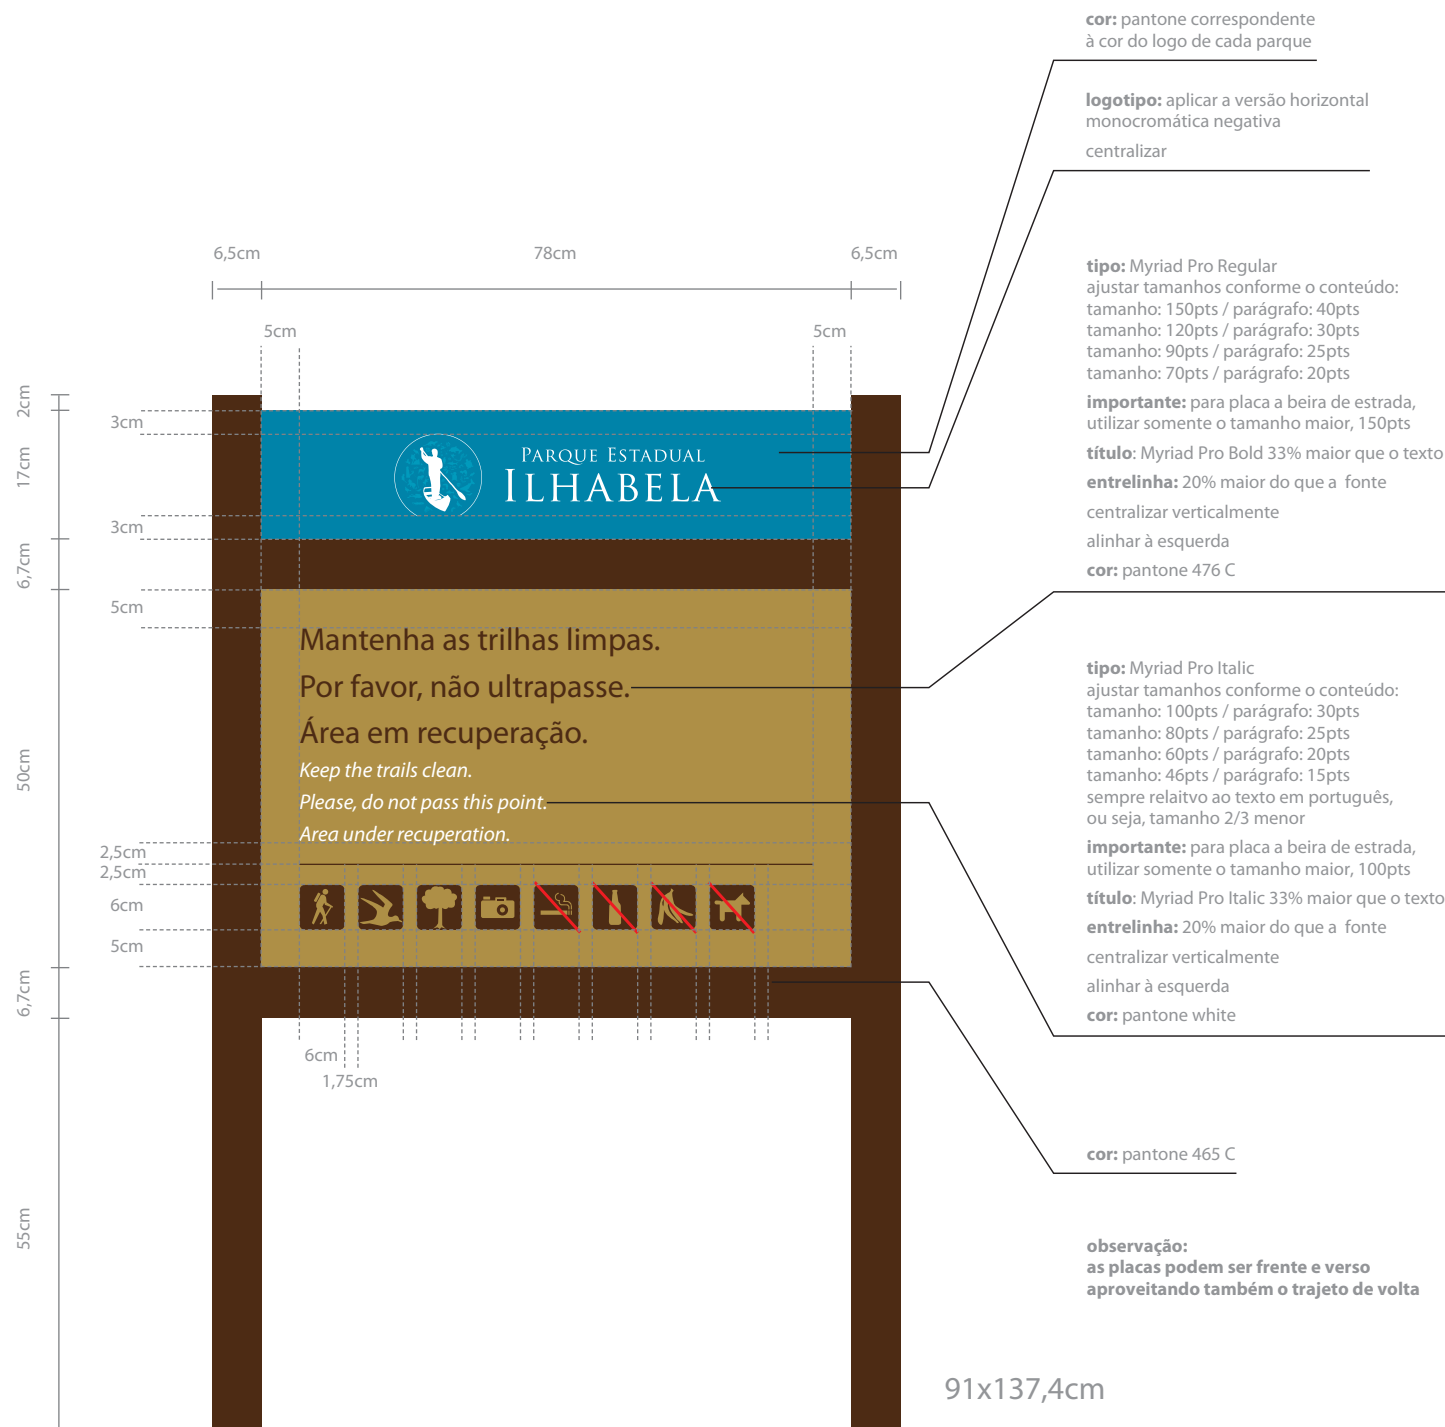 cor: pantone correspondente
à cor do logo de cada parque
logotipo: aplicar a versão horizontal
monocromática negativa
centralizar
6,5cm
78cm
6,5cm
5cm
5cm
2cm
17cm
6,7cm
50cm
6,7cm
55cm
3cm
3cm
5cm
2,5cm
2,5cm
6cm
5cm
PARQUE ESTADUAL
ILHABELA
Mantenha as trilhas limpas.
Por favor, não ultrapasse.
Área em recuperação.
Keep the trails clean.
Please, do not pass this point.
Area under recuperation.
6cm
1,75cm
tipo: Myriad Pro Regular
ajustar tamanhos conforme o conteúdo:
tamanho: 150pts / parágrafo: 40pts
tamanho: 120pts / parágrafo: 30pts
tamanho: 90pts / parágrafo: 25pts
tamanho: 70pts / parágrafo: 20pts
importante: para placa a beira de estrada,
utilizar somente o tamanho maior, 150pts
título: Myriad Pro Bold 33% maior que o texto
entrelinha: 20% maior do que a fonte
centralizar verticalmente
alinhar à esquerda
cor: pantone 476 C
tipo: Myriad Pro Italic
ajustar tamanhos conforme o conteúdo:
tamanho: 100pts / parágrafo: 30pts
tamanho: 80pts / parágrafo: 25pts
tamanho: 60pts / parágrafo: 20pts
tamanho: 46pts / parágrafo: 15pts
sempre relaitvo ao texto em português,
ou seja, tamanho 2/3 menor
importante: para placa a beira de estrada,
utilizar somente o tamanho maior, 100pts
título: Myriad Pro Italic 33% maior que o texto
entrelinha: 20% maior do que a fonte
centralizar verticalmente
alinhar à esquerda
cor: pantone white
cor: pantone 465 C
observação:
as placas podem ser frente e verso
aproveitando também o trajeto de volta
91x137,4cm